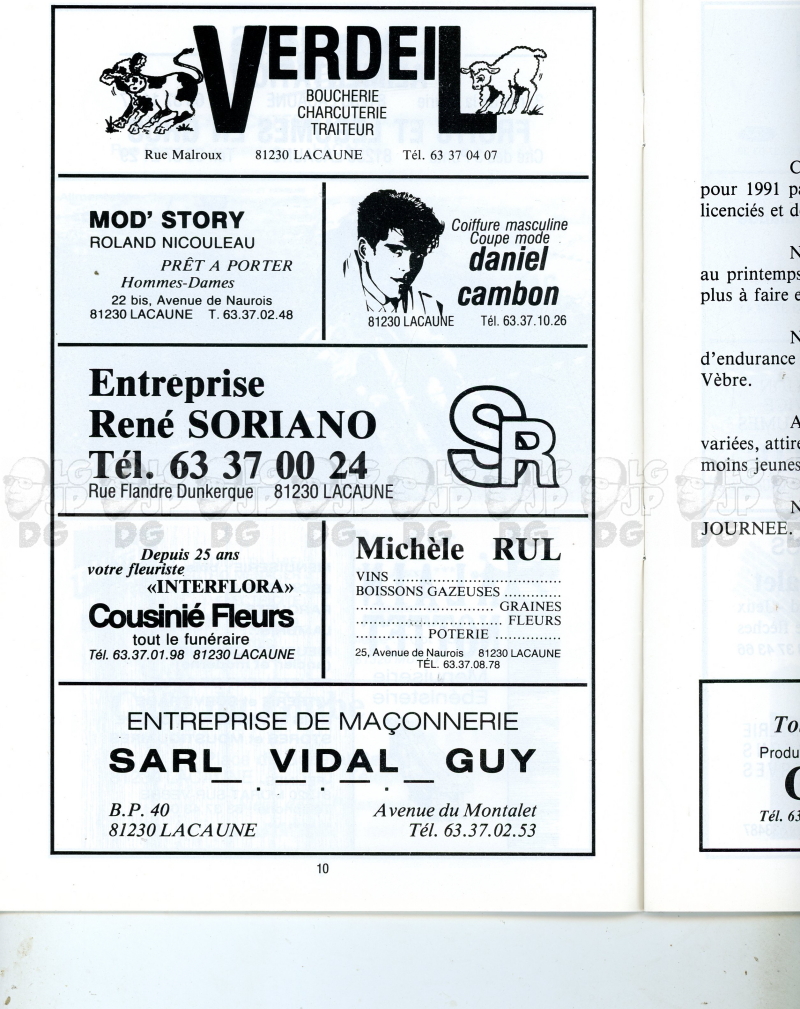 VERDEIL
BOUCHERIE
CHARCUTERIE
TRAITEUR
Rue Malroux 81230 LACAUNE Tél. 63 37 04 07
MOD' STORY
ROLAND NICOULEAU
PRÊT A PORTER
Hommes-Dames
22 bis, Avenue de Naurois
81230 LACAUNE T. 63.37.02.48
Coiffure masculine
Coupe mode
daniel
cambon
81230 LACAUNE Tél. 63.37.10.26
Entreprise
René SORIANO
Tél. 63 37 00 24
Rue Flandre Dunkerque 81230 LACAUNE
SR
Depuis 25 ans
votre fleuriste
«INTERFLORA»
Cousinié Fleurs
tout le funéraire
Tél. 63.37.01.98 81230 LACAUNE
Michèle RUL
VINS ..................................
BOISSONS GAZEUSES ............
............................. GRAINES
............................... FLEURS
.............. POTERIE ..............
25, Avenue de Naurois 81230 LACAUNE
TÉL. 63.37.08.78
ENTREPRISE DE MAÇONNERIE
SARL VIDAL GUY
B.P. 40 Avenue du Montalet
81230 LACAUNE Tél. 63.37.02.53
10
pour 1991
licenciés et
au printemps
plus à faire
d'endurance
Vèbre.
variées,
moins jeunes
JOURNEE.
Tél. 63
LG
JP
DG